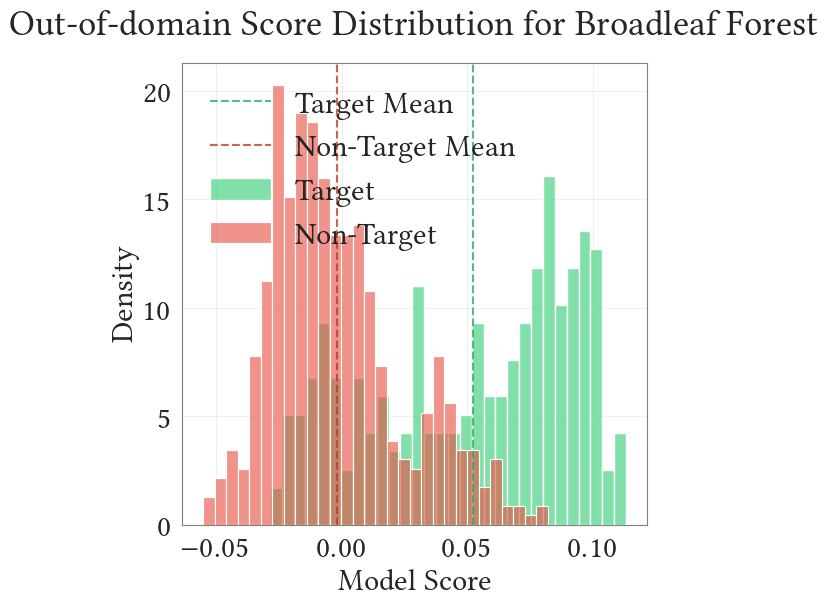 Out-of-domain Score Distribution for Broadleaf Forest
Target Mean
Non-Target Mean
Target
Non-Target
Density
20
15
10
5
0
−0.05 0.00 0.05 0.10
Model Score